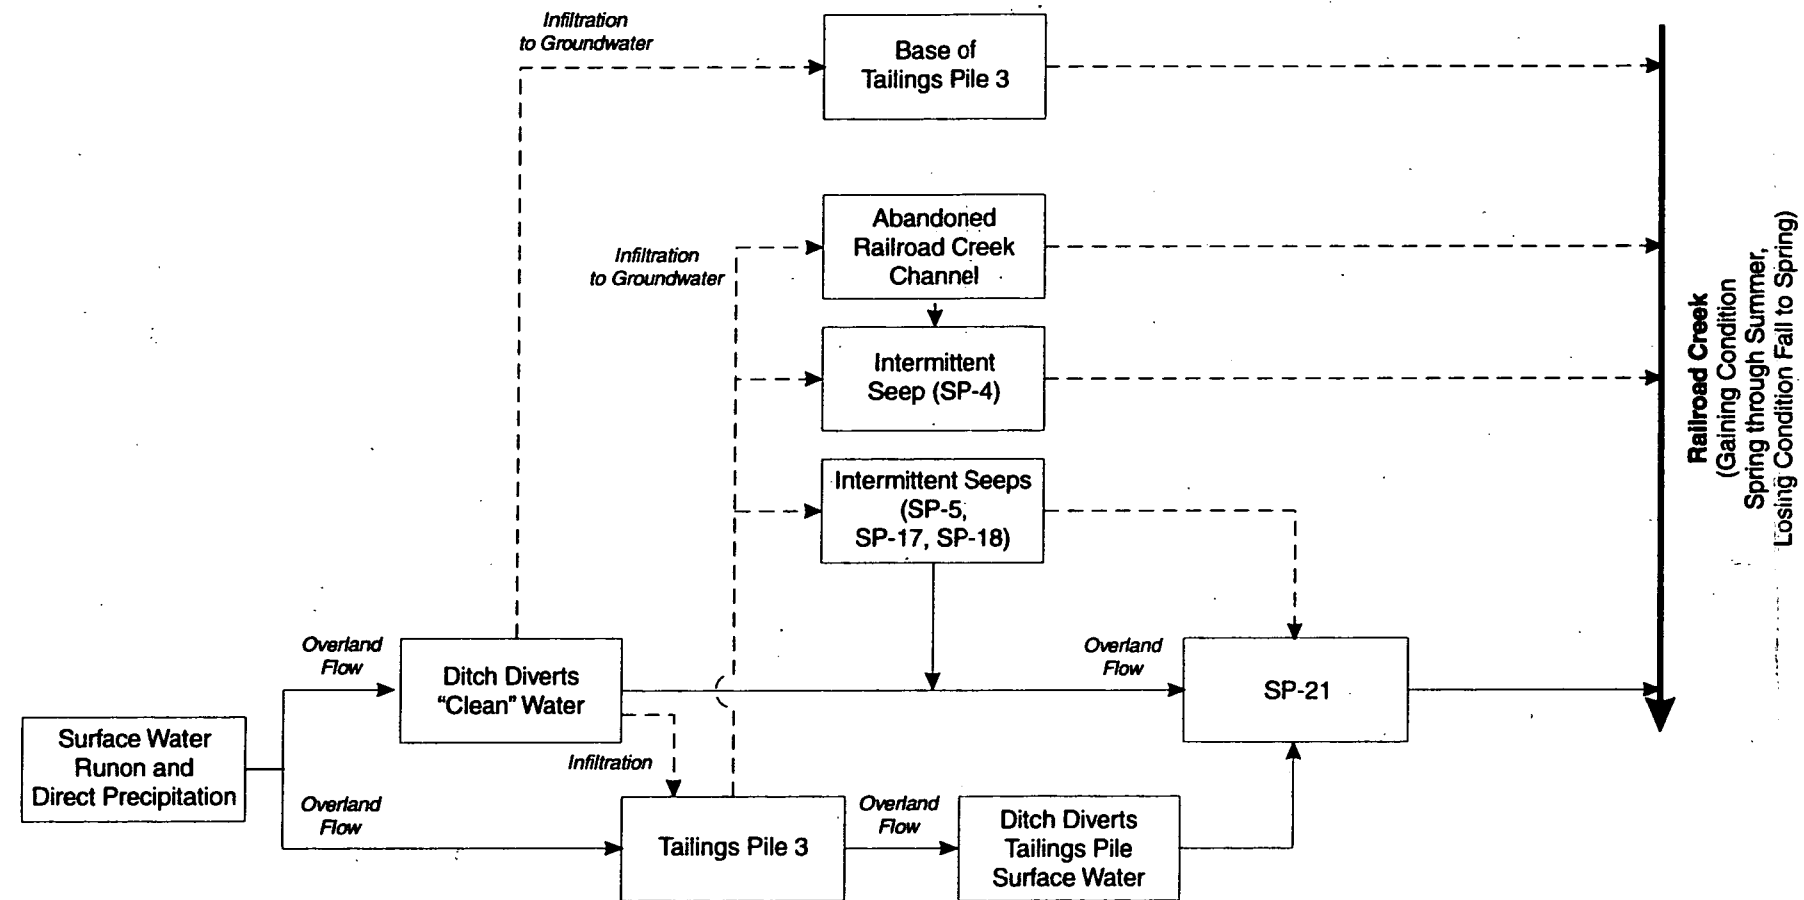 Infiltration
to Groundwater
Base of
Tailings Pile 3
Infiltration
to Groundwater
Abandoned
Railroad Creek
Channel
Intermittent
Seep (SP-4)
Intermittent Seeps
(SP-5,
SP-17, SP-18)
Railroad Creek
(Gaining Condition
Spring through Summer,
Losing Condition Fall to Spring)
Overland
Flow
Ditch Diverts
“Clean” Water
Overland
Flow
SP-21
Surface Water
Runon and
Direct Precipitation
Infiltration
Overland
Flow
Tailings Pile 3
Overland
Flow
Ditch Diverts
Tailings Pile
Surface Water